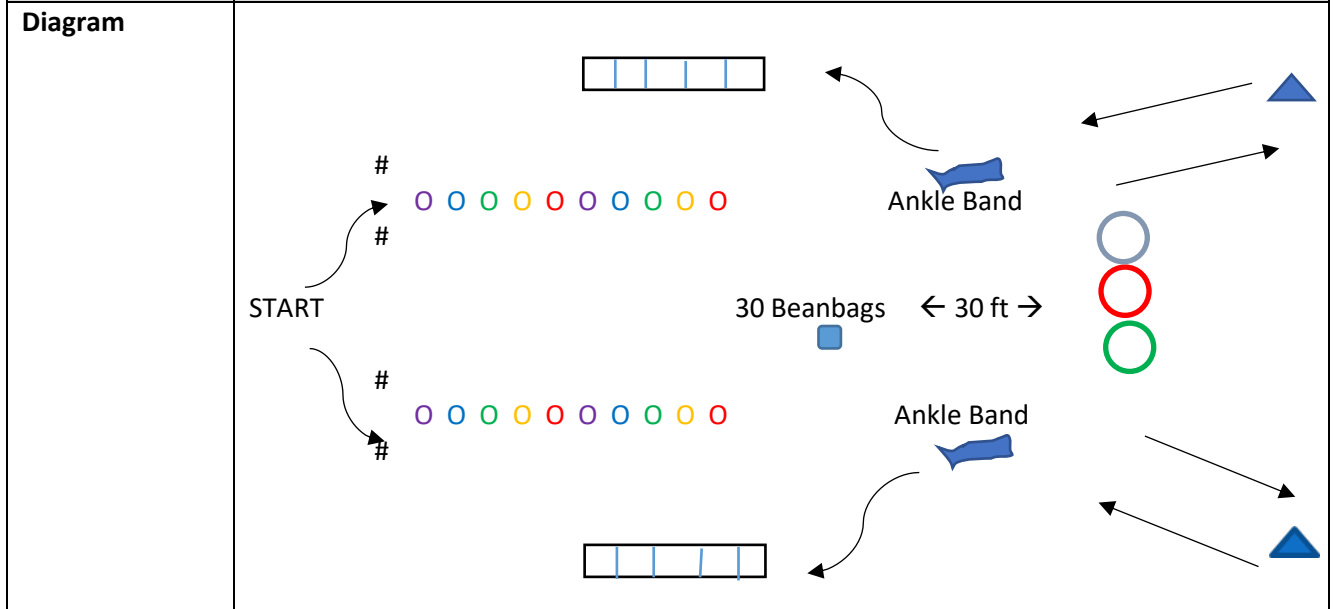 Diagram
#
O O O O O O O O O O
Ankle Band
#
START
30 Beanbags ← 30 ft →
#
O O O O O O O O O O
Ankle Band
#